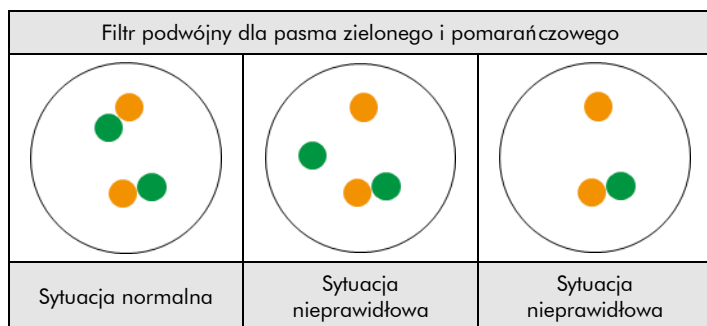 Filtr podwójny dla pasma zielonego i pomarańczowego
Sytuacja normalna
Sytuacja
nieprawidłowa
Sytuacja
nieprawidłowa